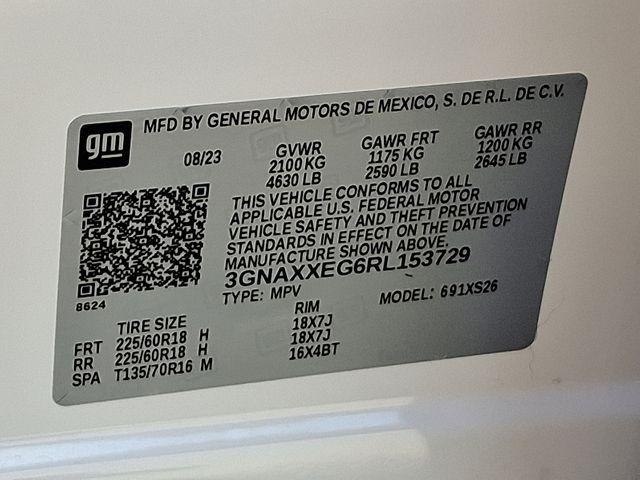 gm
MFD BY GENERAL MOTORS DE MEXICO, S. DE R.L. DE C.V.
08/23 GVWR GAWR FRT GAWR RR
2100 KG 1175 KG 1200 KG
4630 LB 2590 LB 2645 LB
THIS VEHICLE CONFORMS TO ALL
APPLICABLE U.S. FEDERAL MOTOR
VEHICLE SAFETY AND THEFT PREVENTION
STANDARDS IN EFFECT ON THE DATE OF
MANUFACTURE SHOWN ABOVE.
3GNAXXEG6RL153729
8624
TYPE: MPV MODEL: 691XS26
TIRE SIZE RIM
FRT 225/60R18 H 18X7J
RR 225/60R18 H 18X7J
SPA T135/70R16 M 16X4BT